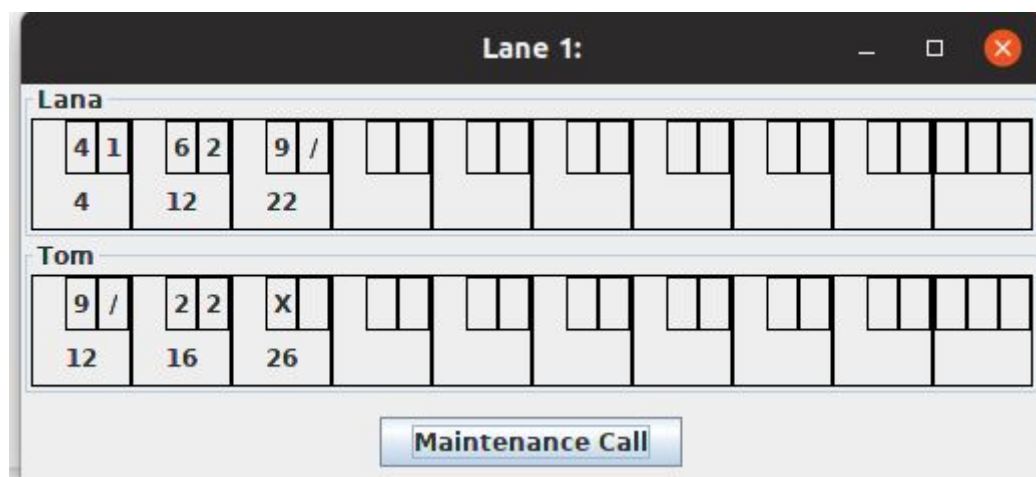 Lane 1:
Lana
4 1 6 2 9 /
4 12 22
Tom
9 / 2 2 X
12 16 26
Maintenance Call